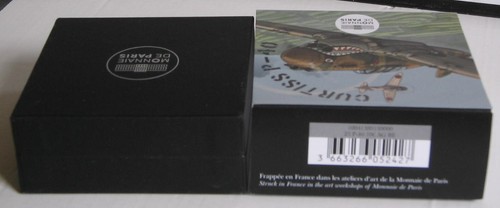 MONNAIE
DE PARIS
MONNAIE
DE PARIS
CURTISS P-40
3 663266 032427
Frappée en France dans les ateliers d'art de la Monnaie de Paris
Struck in France in the art workshops of Monnaie de Paris